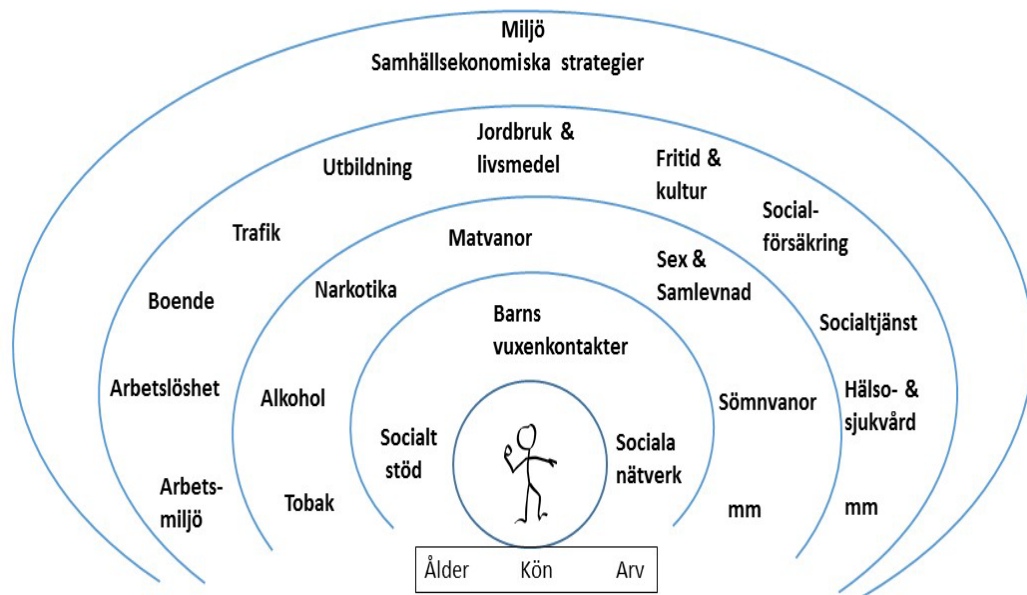 Miljö
Samhällsekonomiska strategier
Jordbruk &
livsmedel
Utbildning
Fritid &
kultur
Social-
försäkring
Trafik
Matvanor
Sex &
Samlevnad
Narkotika
Boende
Barns
vuxenkontakter
Socialtjänst
Arbetslöshet
Alkohol
Sömnvanor
Hälso- &
sjukvård
Socialt
stöd
Sociala
nätverk
Arbets-
miljö
Tobak
mm
mm
Ålder Kön Arv